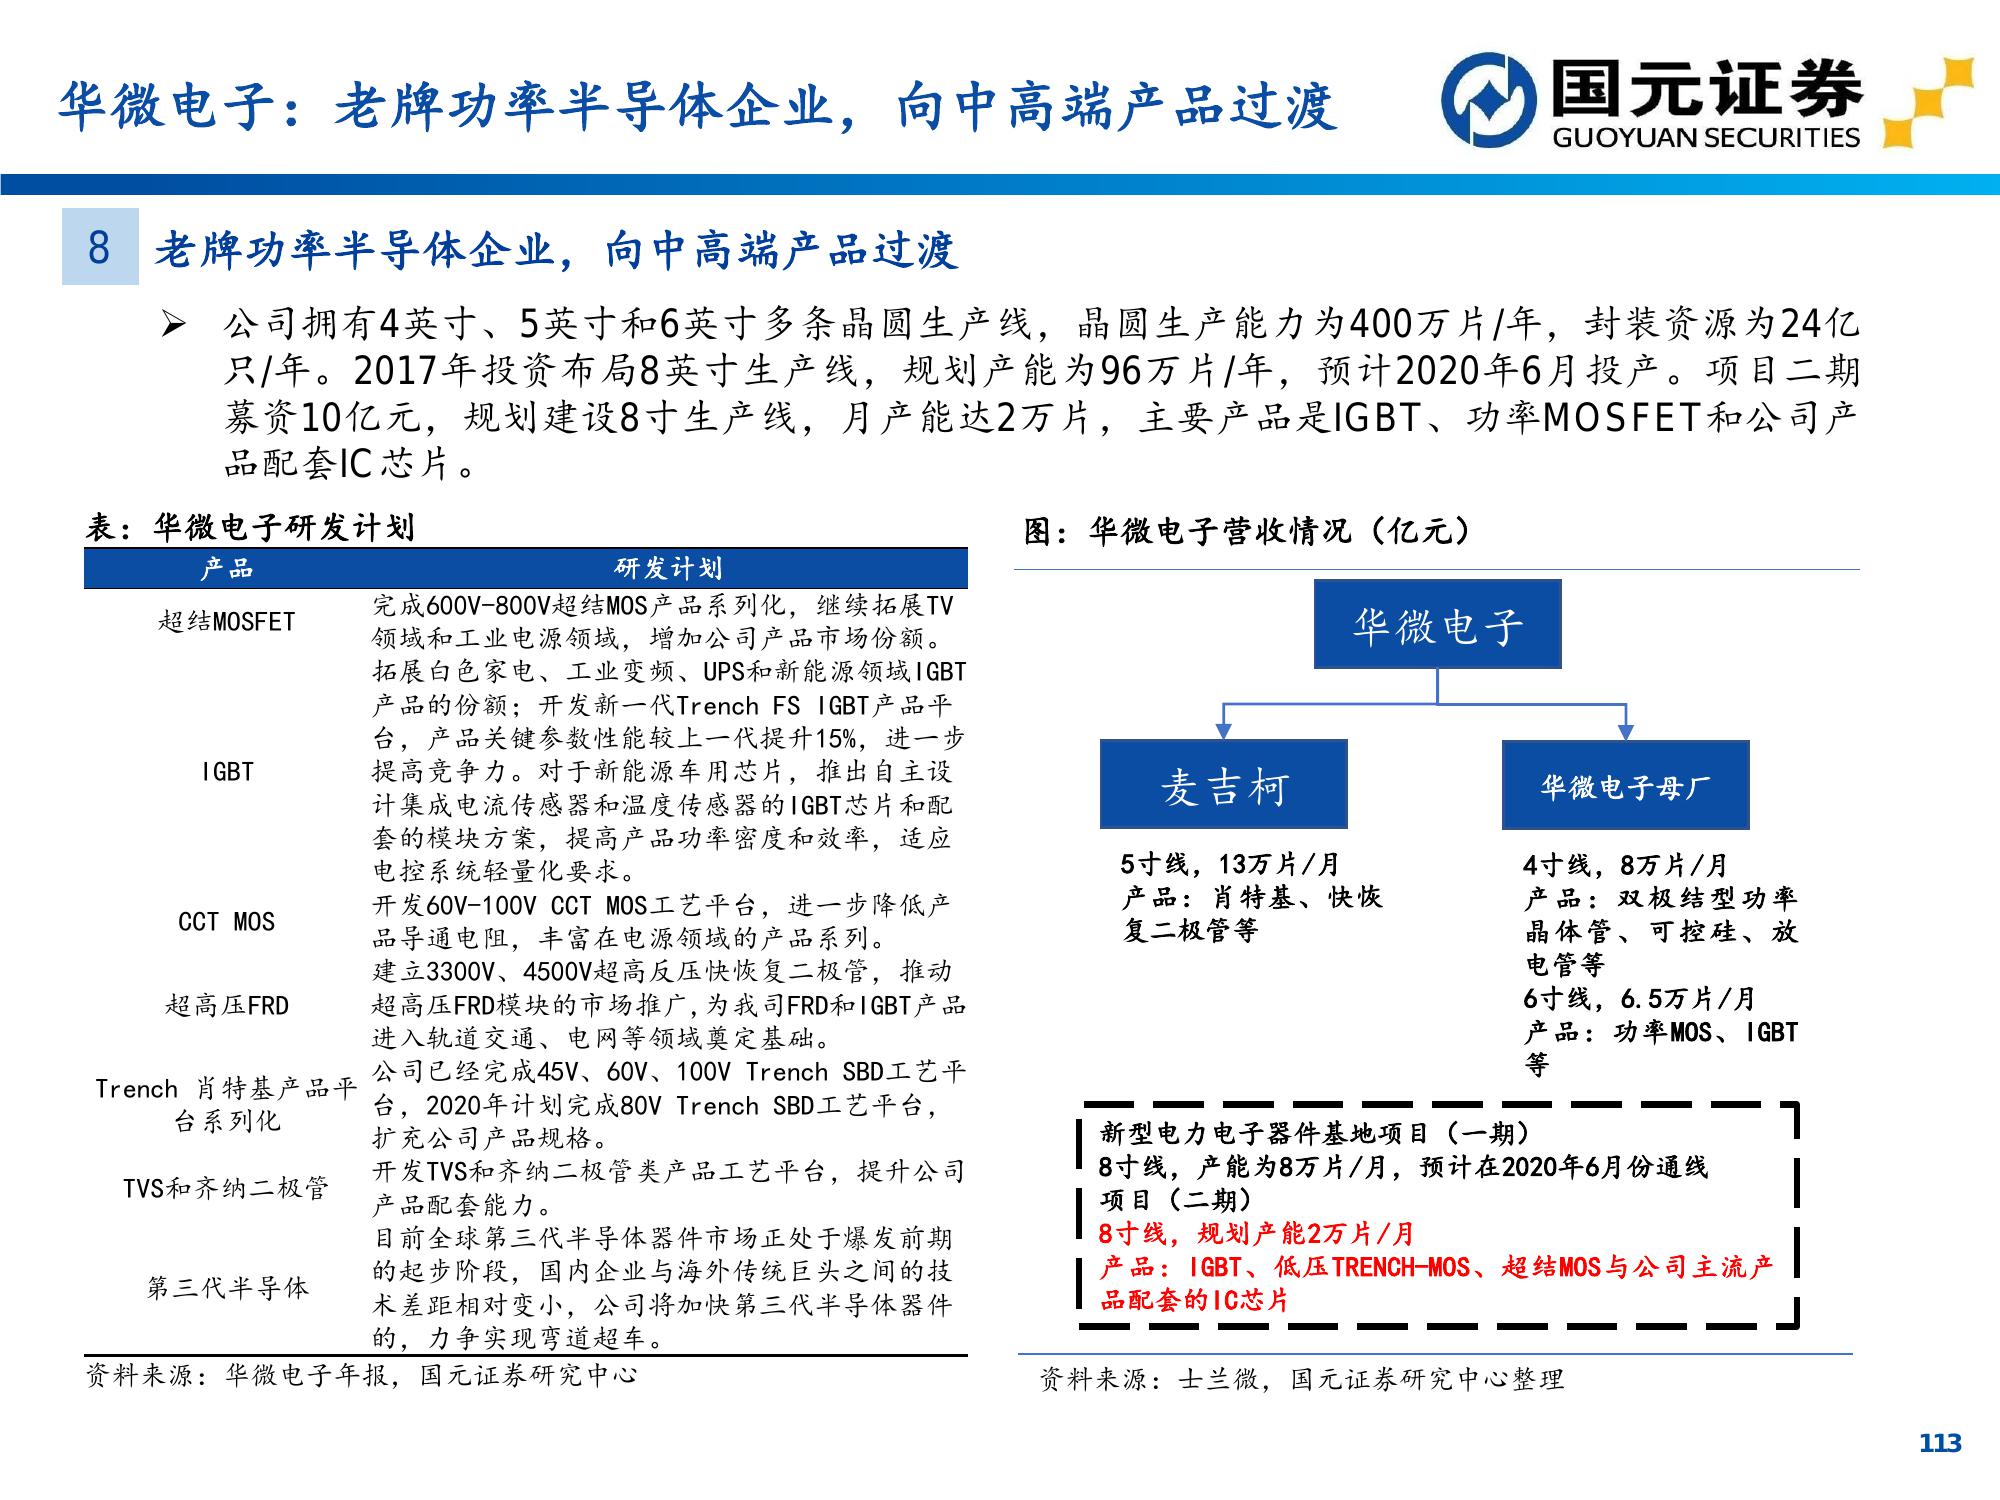 华微电子：老牌功率半导体企业，向中高端产品过渡
国元证券
GUOYUAN SECURITIES
8
老牌功率半导体企业，向中高端产品过渡
➢ 公司拥有4英寸、5英寸和6英寸多条晶圆生产线，晶圆生产能力为400万片/年，封装资源为24亿
只/年。2017年投资布局8英寸生产线，规划产能为96万片/年，预计2020年6月投产。项目二期
募资10亿元，规划建设8寸生产线，月产能达2万片，主要产品是IGBT、功率MOSFET和公司产
品配套IC芯片。
表：华微电子研发计划
产品 研发计划
超结MOSFET
完成600V-800V超结MOS产品系列化，继续拓展TV
领域和工业电源领域，增加公司产品市场份额。
IGBT
拓展白色家电、工业变频、UPS和新能源领域IGBT
产品的份额；开发新一代Trench FS IGBT产品平
台，产品关键参数性能较上一代提升15%，进一步
提高竞争力。对于新能源车用芯片，推出自主设
计集成电流传感器和温度传感器的IGBT芯片和配
套的模块方案，提高产品功率密度和效率，适应
电控系统轻量化要求。
CCT MOS
开发60V-100V CCT MOS工艺平台，进一步降低产
品导通电阻，丰富在电源领域的产品系列。
超高压FRD
建立3300V、4500V超高反压快恢复二极管，推动
超高压FRD模块的市场推广,为我司FRD和IGBT产品
进入轨道交通、电网等领域奠定基础。
Trench 肖特基产品平
台系列化
公司已经完成45V、60V、100V Trench SBD工艺平
台，2020年计划完成80V Trench SBD工艺平台，
扩充公司产品规格。
TVS和齐纳二极管
开发TVS和齐纳二极管类产品工艺平台，提升公司
产品配套能力。
第三代半导体
目前全球第三代半导体器件市场正处于爆发前期
的起步阶段，国内企业与海外传统巨头之间的技
术差距相对变小，公司将加快第三代半导体器件
的，力争实现弯道超车。
资料来源：华微电子年报，国元证券研究中心
图：华微电子营收情况（亿元）
华微电子
麦吉柯
华微电子母厂
5寸线，13万片/月
产品：肖特基、快恢
复二极管等
4寸线，8万片/月
产品：双极结型功率
晶体管、可控硅、放
电管等
6寸线，6.5万片/月
产品：功率MOS、IGBT
等
新型电力电子器件基地项目（一期）
8寸线，产能为8万片/月，预计在2020年6月份通线
项目（二期）
8寸线，规划产能2万片/月
产品：IGBT、低压TRENCH-MOS、超结MOS与公司主流产
品配套的IC芯片
资料来源：士兰微，国元证券研究中心整理
113